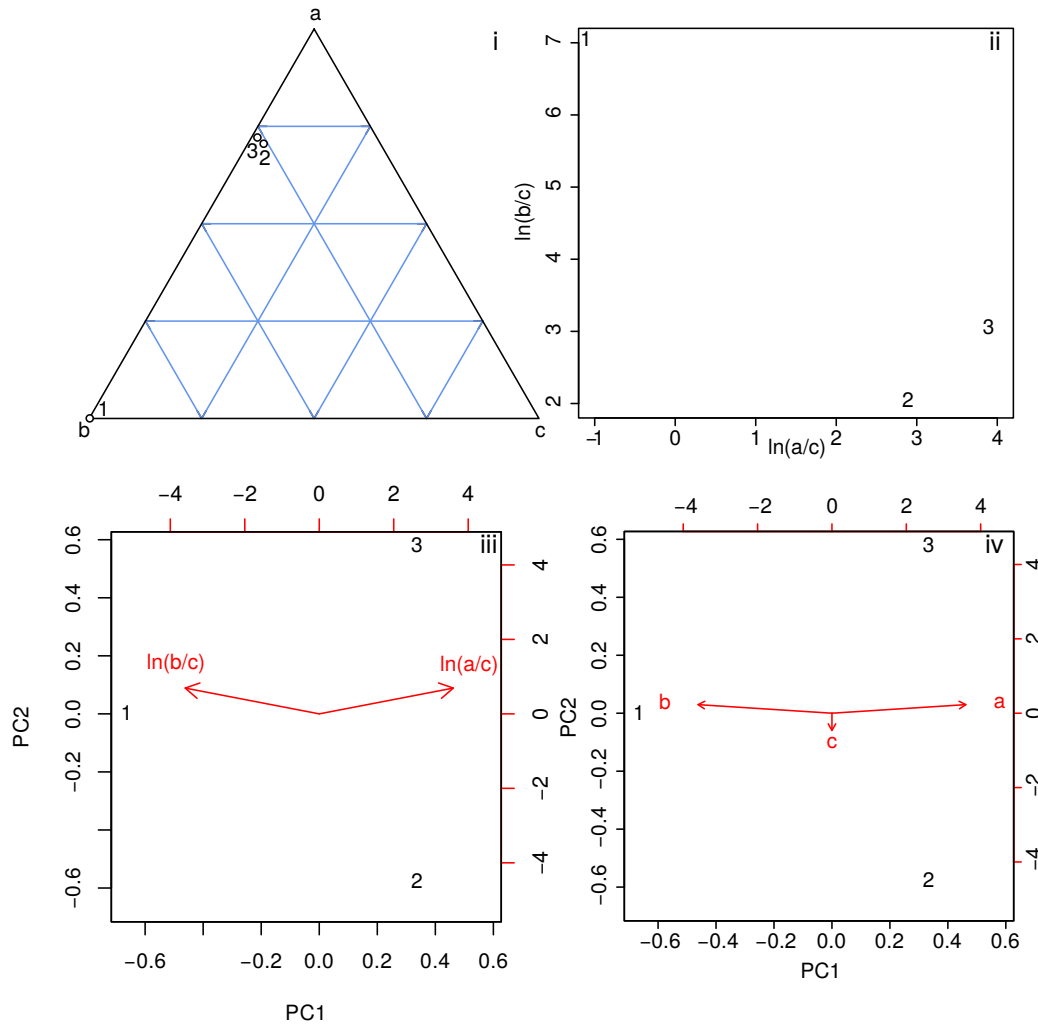 a
i
3
2
1
b
c
ii
7
6
5
4
3
2
ln(b/c)
1
3
2
−1 0 1 2 3 4
ln(a/c)
−4 −2 0 2 4
iii
0.6
0.4
0.2
0.0
−0.2
−0.6
PC2
3
ln(b/c) ln(a/c)
1
2
4
2
0
−2
−4
−0.6 −0.2 0.0 0.2 0.4 0.6
PC1
−4 −2 0 2 4
iv
0.6
0.4
0.2
0.0
−0.2
−0.4
−0.6
PC2
3
1 b a
c
2
4
2
0
−2
−4
−0.6 −0.4 −0.2 0.0 0.2 0.4 0.6
PC1